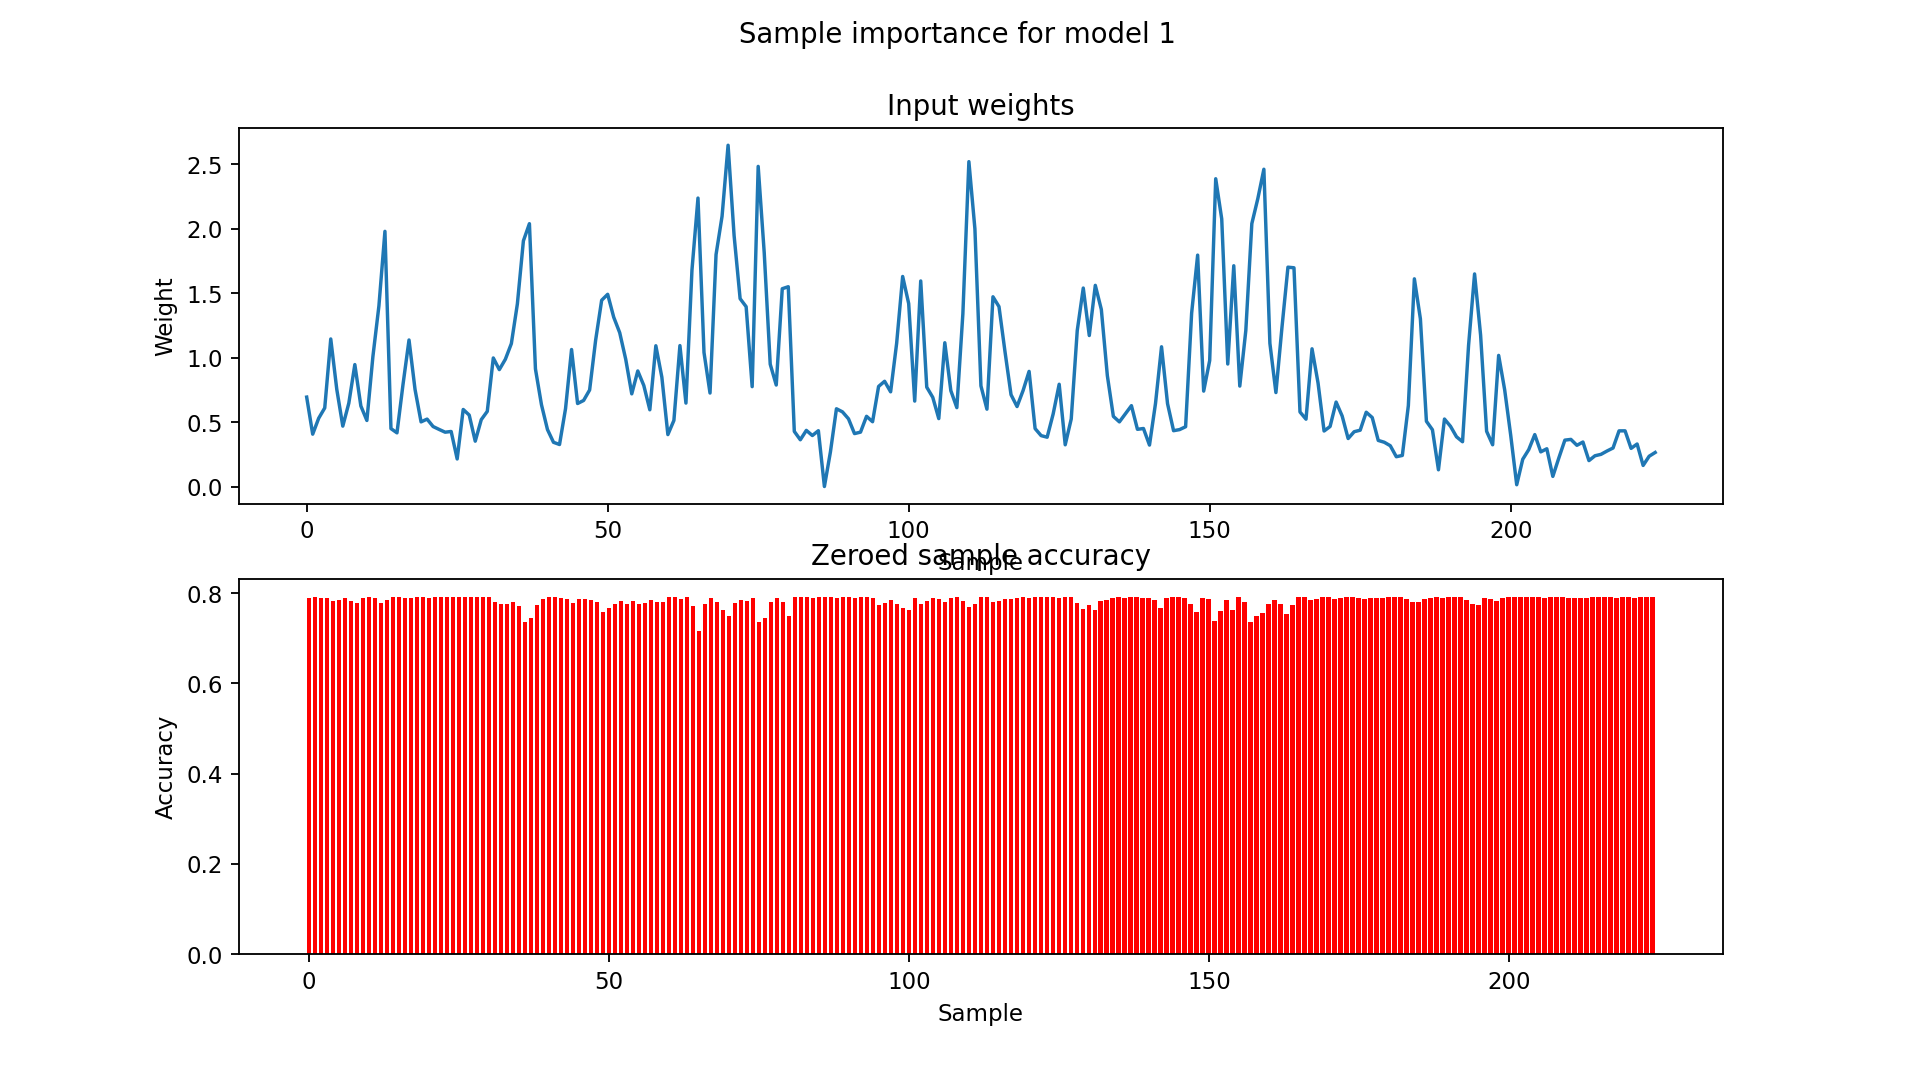 Sample importance for model 1
Input weights
Weight
2.5
2.0
1.5
1.0
0.5
0.0
0 50 100 150 200
Sample
Zeroed sample accuracy
Accuracy
0.8
0.6
0.4
0.2
0.0
0 50 100 150 200
Sample